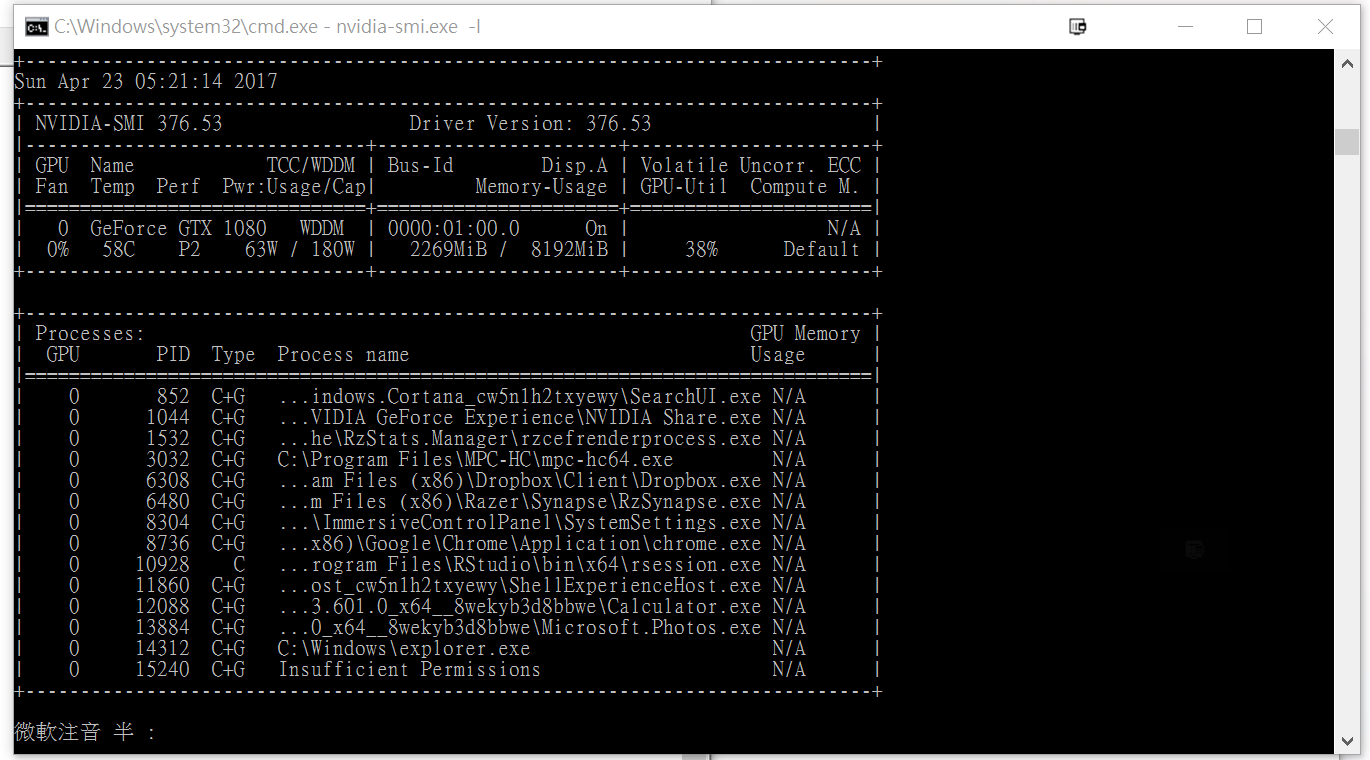 C:\Windows\system32\cmd.exe - nvidia-smi.exe  -l
+-----------------------------------------------------------------------------+
Sun Apr 23 05:21:14 2017
+-----------------------------------------------------------------------------+
| NVIDIA-SMI 376.53                 Driver Version: 376.53                    |
|-------------------------------+----------------------+----------------------+
| GPU  Name            TCC/WDDM | Bus-Id        Disp.A | Volatile Uncorr. ECC |
| Fan  Temp  Perf  Pwr:Usage/Cap|         Memory-Usage | GPU-Util  Compute M. |
|===============================+======================+======================|
|   0  GeForce GTX 1080   WDDM  | 0000:01:00.0      On |                  N/A |
|  0%   58C    P2    63W / 180W |   2269MiB /  8192MiB |     38%      Default |
+-------------------------------+----------------------+----------------------+
+-----------------------------------------------------------------------------+
| Processes:                                                       GPU Memory |
|  GPU       PID  Type  Process name                               Usage      |
|=============================================================================|
|    0       852  C+G   ...indows.Cortana_cw5n1h2txyewy\SearchUI.exe N/A      |
|    0      1044  C+G   ...VIDIA GeForce Experience\NVIDIA Share.exe N/A      |
|    0      1532  C+G   ...he\RzStats.Manager\rzcefrenderprocess.exe N/A      |
|    0      3032  C+G   C:\Program Files\MPC-HC\mpc-hc64.exe         N/A      |
|    0      6308  C+G   ...am Files (x86)\Dropbox\Client\Dropbox.exe N/A      |
|    0      6480  C+G   ...m Files (x86)\Razer\Synapse\RzSynapse.exe N/A      |
|    0      8304  C+G   ...\ImmersiveControlPanel\SystemSettings.exe N/A      |
|    0      8736  C+G   ...x86)\Google\Chrome\Application\chrome.exe N/A      |
|    0     10928    C   ...rogram Files\RStudio\bin\x64\rsession.exe N/A      |
|    0     11860  C+G   ...ost_cw5n1h2txyewy\ShellExperienceHost.exe N/A      |
|    0     12088  C+G   ...3.601.0_x64__8wekyb3d8bbwe\Calculator.exe N/A      |
|    0     13884  C+G   ...0_x64__8wekyb3d8bbwe\Microsoft.Photos.exe N/A      |
|    0     14312  C+G   C:\Windows\explorer.exe                      N/A      |
|    0     15240  C+G   Insufficient Permissions                     N/A      |
+-----------------------------------------------------------------------------+
微軟注音 半 :